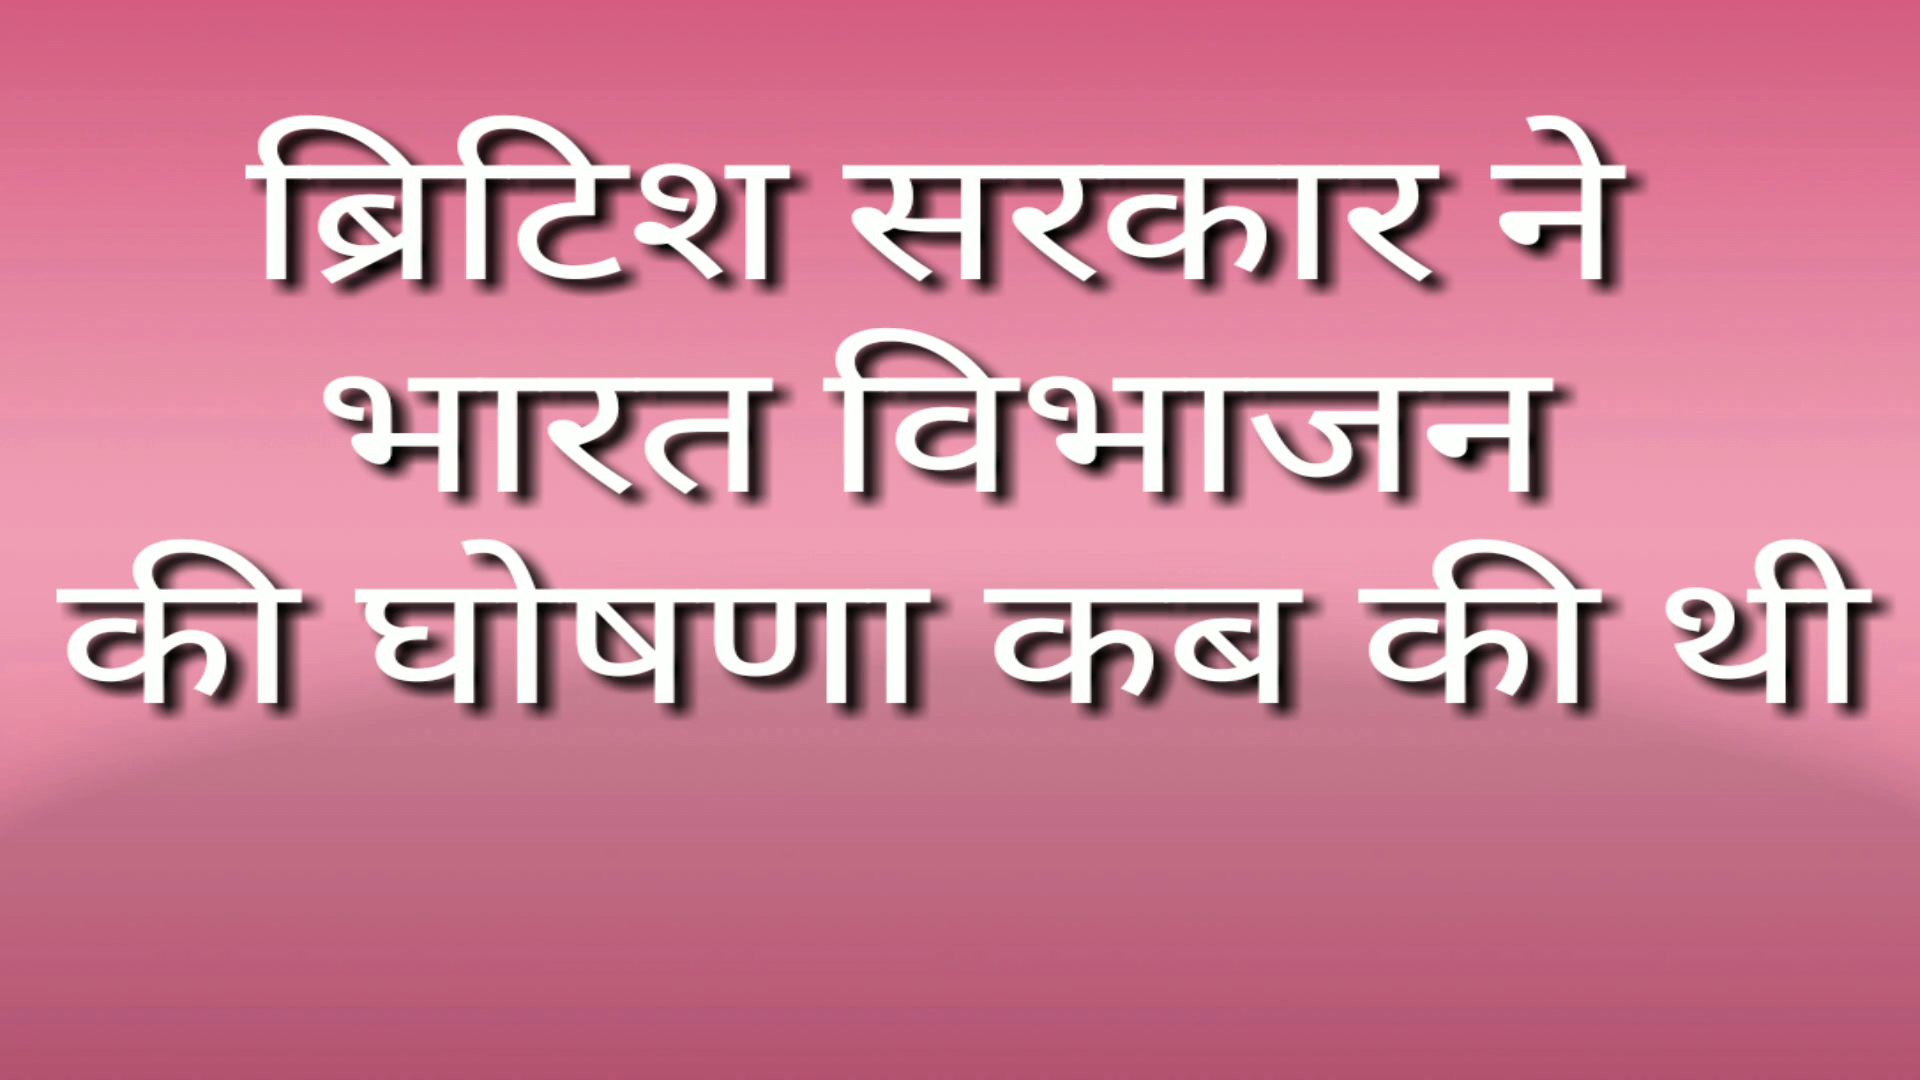 ब्रिटिश सरकार ने
भारत विभाजन
की घोषणा कब की थी